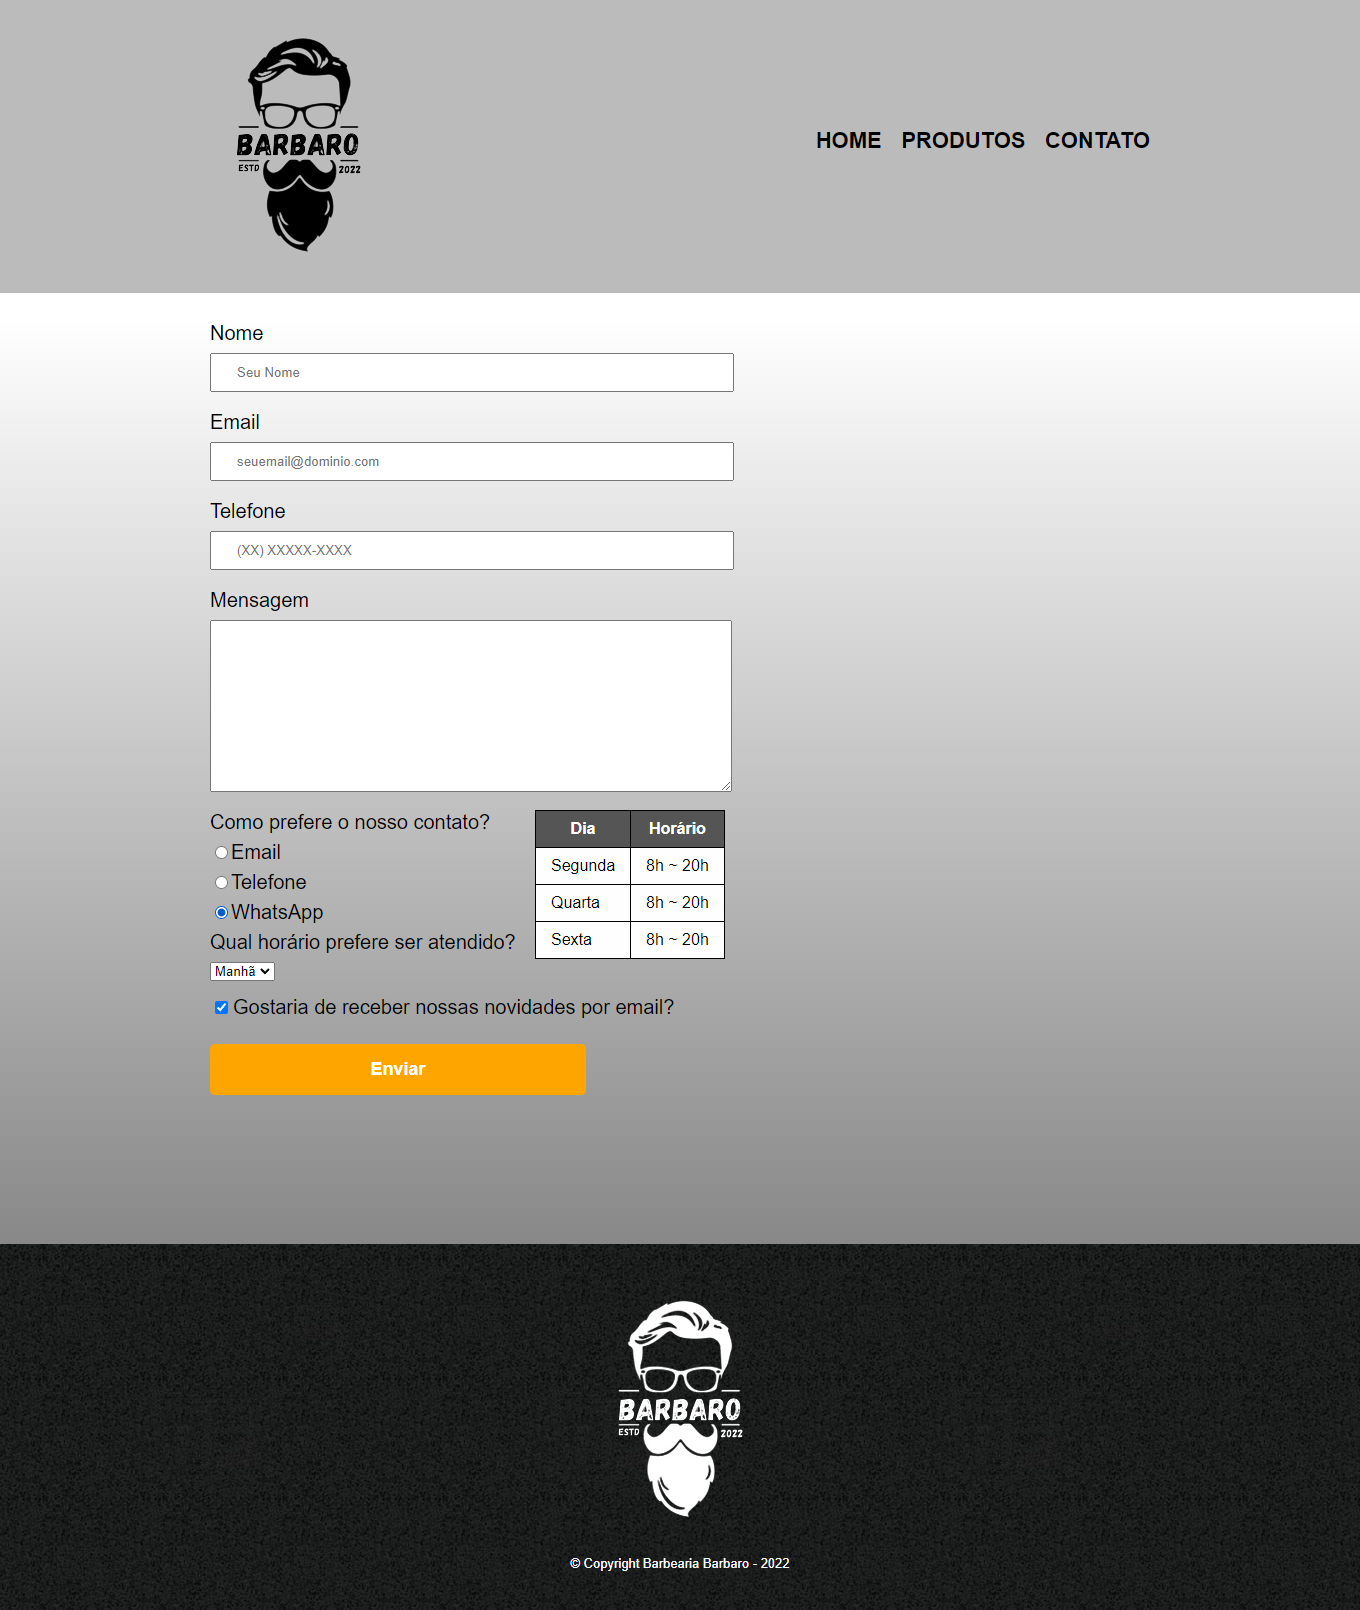 BARBARO
ESTD 2022
HOME PRODUTOS CONTATO
Nome
Seu Nome
Email
seuemail@dominio.com
Telefone
(XX) XXXXX-XXXX
Mensagem
Como prefere o nosso contato?
Email
Telefone
WhatsApp
Qual horário prefere ser atendido?
Manhã
Dia Horário
Segunda 8h ~ 20h
Quarta 8h ~ 20h
Sexta 8h ~ 20h
Gostaria de receber nossas novidades por email?
Enviar
BARBARO
ESTD 2022
© Copyright Barbearia Barbaro - 2022